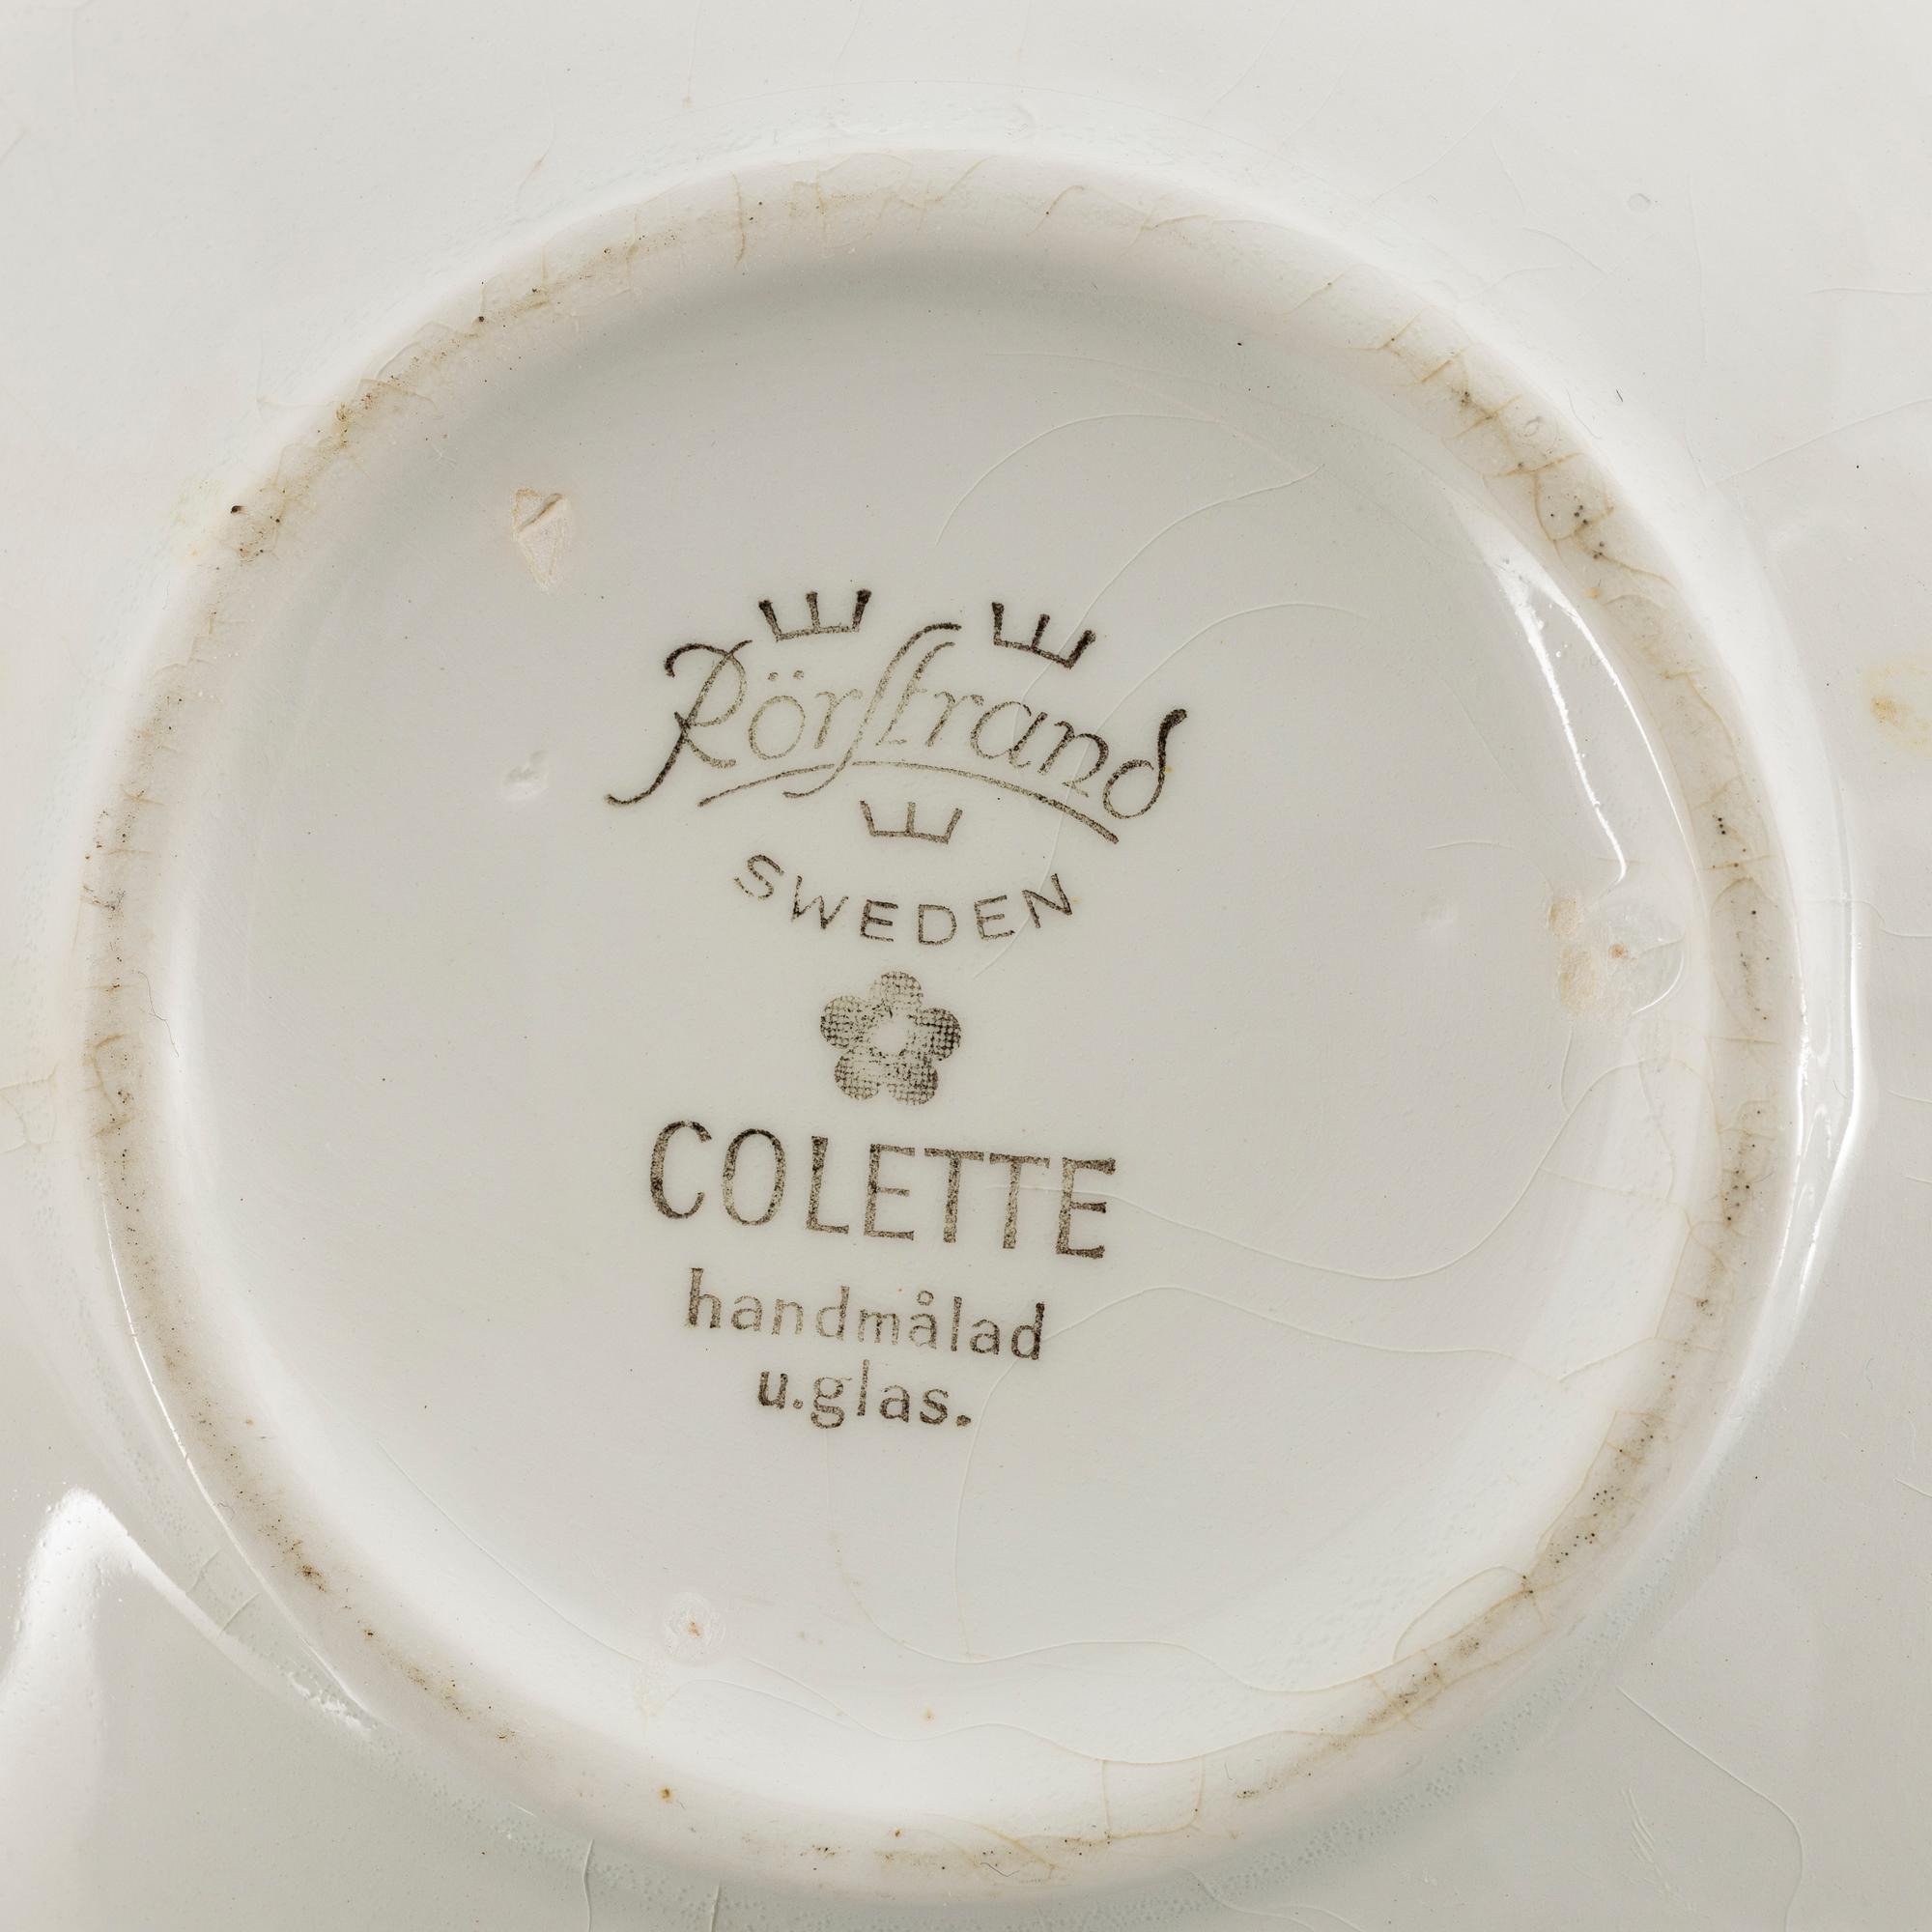 Rörstrand
SWEDEN
COLETTE
handmålad
u.glas.